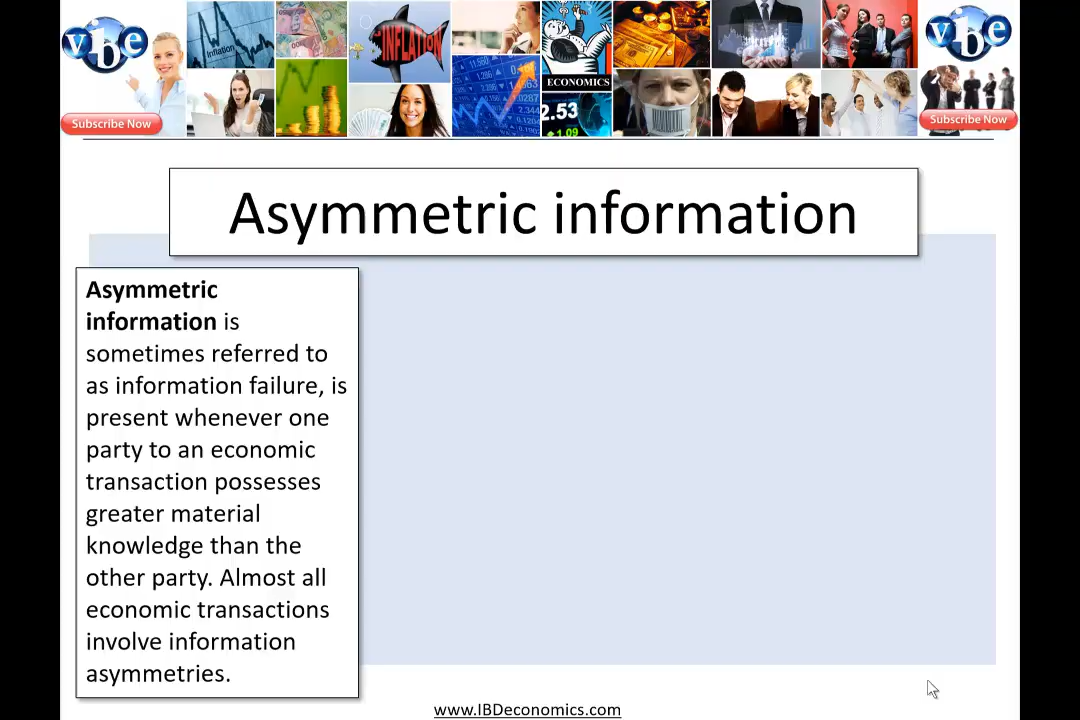 vbe
Subscribe Now
Inflation
INFLATION
ECONOMICS
2.53
1.09
vbe
Subscribe Now
Asymmetric information
Asymmetric
information is
sometimes referred to
as information failure, is
present whenever one
party to an economic
transaction possesses
greater material
knowledge than the
other party. Almost all
economic transactions
involve information
asymmetries.
www.IBDeconomics.com